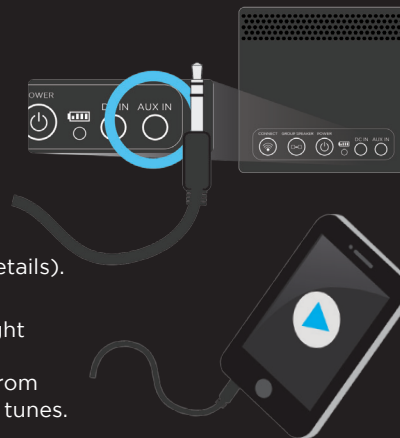 POWER
DC IN AUX IN
CONNECT GROUP SPEAKER POWER DC IN AUX IN
etails).
ght
rom
tunes.